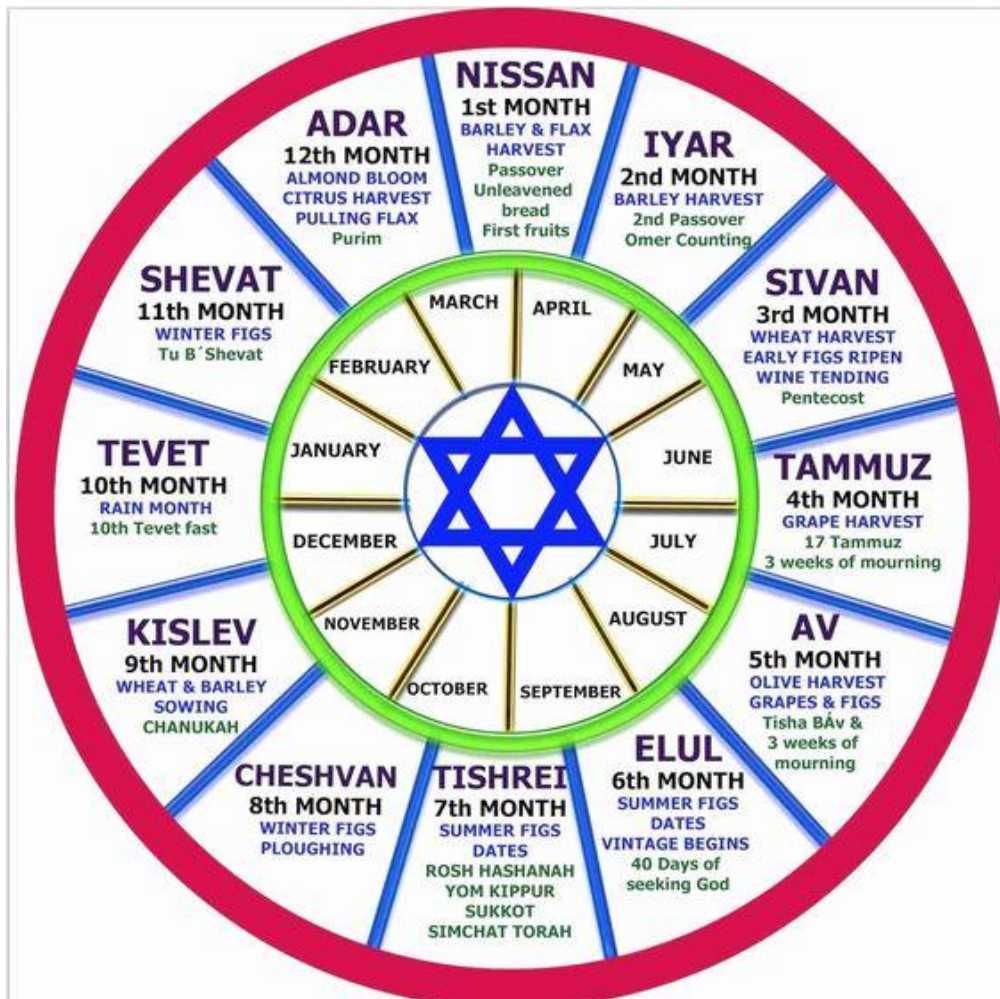 NISSAN
1st MONTH
BARLEY & FLAX
HARVEST
Passover
Unleavened
bread
First fruits
IYAR
2nd MONTH
BARLEY HARVEST
2nd Passover
Omer Counting
SIVAN
3rd MONTH
WHEAT HARVEST
EARLY FIGS RIPEN
WINE TENDING
Pentecost
TAMMUZ
4th MONTH
GRAPE HARVEST
17 Tammuz
3 weeks of mourning
AV
5th MONTH
OLIVE HARVEST
GRAPES & FIGS
Tisha BÁv &
3 weeks of
mourning
ELUL
6th MONTH
SUMMER FIGS
DATES
VINTAGE BEGINS
40 Days of
seeking God
TISHREI
7th MONTH
SUMMER FIGS
DATES
ROSH HASHANAH
YOM KIPPUR
SUKKOT
SIMCHAT TORAH
CHESHVAN
8th MONTH
WINTER FIGS
PLOUGHING
KISLEV
9th MONTH
WHEAT & BARLEY
SOWING
CHANUKAH
TEVET
10th MONTH
RAIN MONTH
10th Tevet fast
SHEVAT
11th MONTH
WINTER FIGS
Tu B´Shevat
ADAR
12th MONTH
ALMOND BLOOM
CITRUS HARVEST
PULLING FLAX
Purim
MARCH
APRIL
MAY
JUNE
JULY
AUGUST
SEPTEMBER
OCTOBER
NOVEMBER
DECEMBER
JANUARY
FEBRUARY